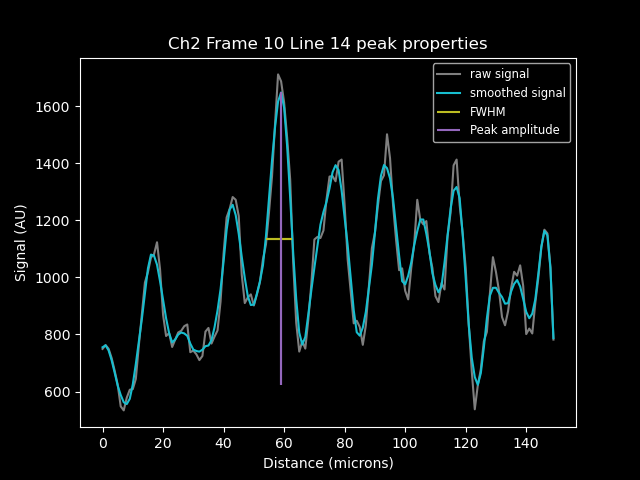 Ch2 Frame 10 Line 14 peak properties
raw signal
smoothed signal
FWHM
Peak amplitude
Signal (AU)
1600
1400
1200
1000
800
600
0 20 40 60 80 100 120 140
Distance (microns)